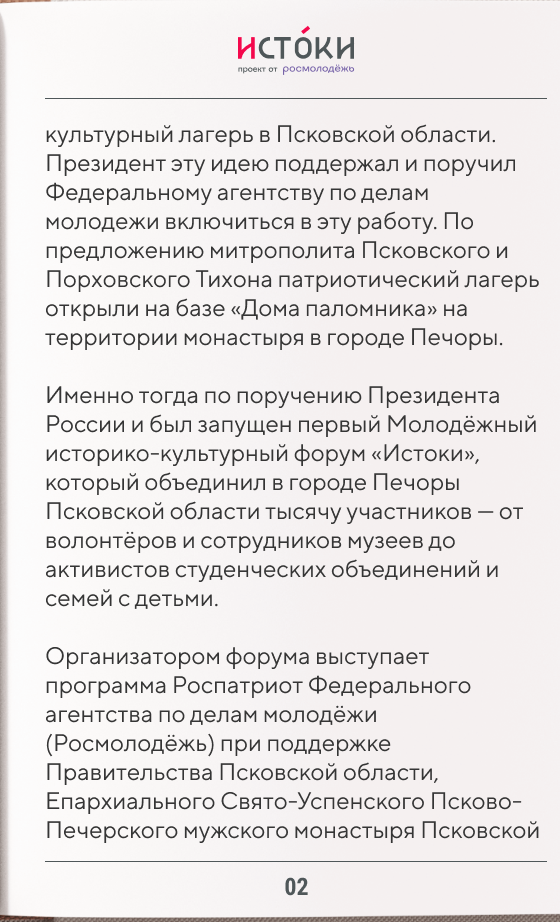 ИСТО́КИ
проект от росмолодёжь
культурный лагерь в Псковской области.
Президент эту идею поддержал и поручил
Федеральному агентству по делам
молодежи включиться в эту работу. По
предложению митрополита Псковского и
Порховского Тихона патриотический лагерь
открыли на базе «Дома паломника» на
территории монастыря в городе Печоры.
Именно тогда по поручению Президента
России и был запущен первый Молодёжный
историко-культурный форум «Истоки»,
который объединил в городе Печоры
Псковской области тысячу участников — от
волонтёров и сотрудников музеев до
активистов студенческих объединений и
семей с детьми.
Организатором форума выступает
программа Роспатриот Федерального
агентства по делам молодёжи
(Росмолодёжь) при поддержке
Правительства Псковской области,
Епархиального Свято-Успенского Псково-
Печерского мужского монастыря Псковской
02